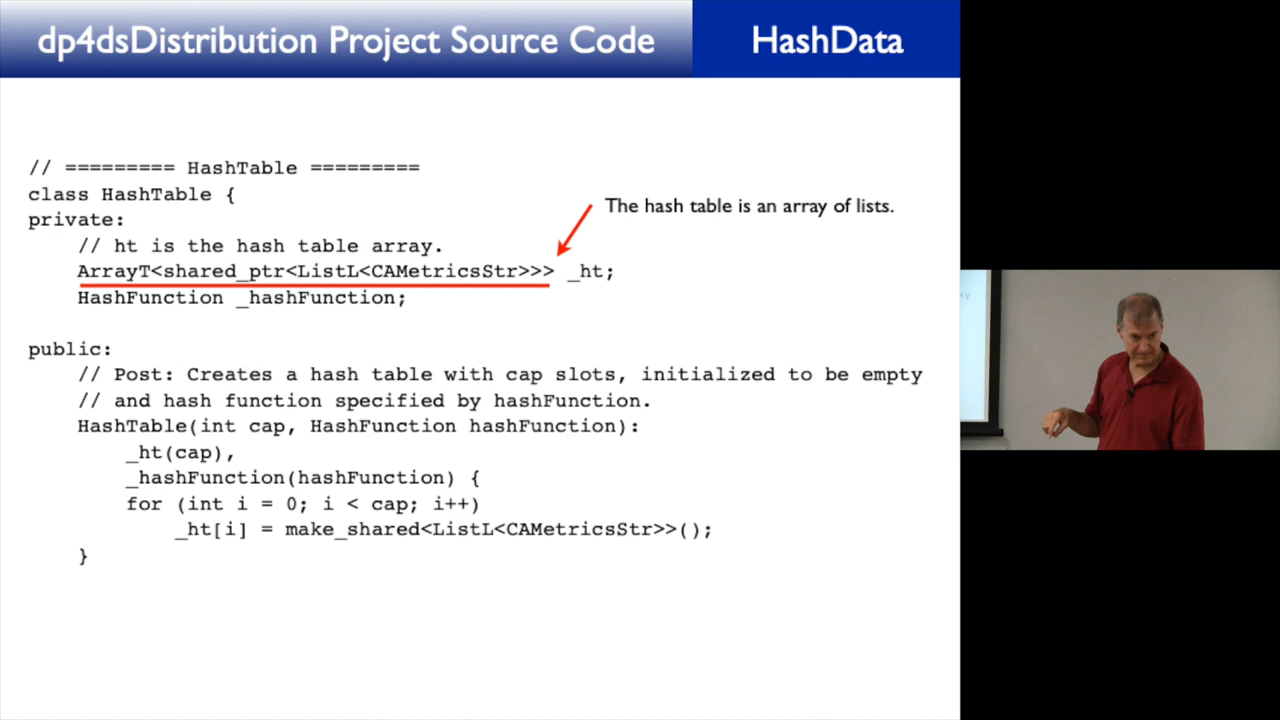 dp4dsDistribution Project Source Code
HashData
// ========= HashTable =========
class HashTable {
private:
The hash table is an array of lists.
// ht is the hash table array.
ArrayT<shared_ptr<ListL<CAMetricsStr>>> _ht;
HashFunction _hashFunction;
public:
// Post: Creates a hash table with cap slots, initialized to be empty
// and hash function specified by hashFunction.
HashTable(int cap, HashFunction hashFunction):
_ht(cap),
_hashFunction(hashFunction) {
for (int i = 0; i < cap; i++)
_ht[i] = make_shared<ListL<CAMetricsStr>>();
}